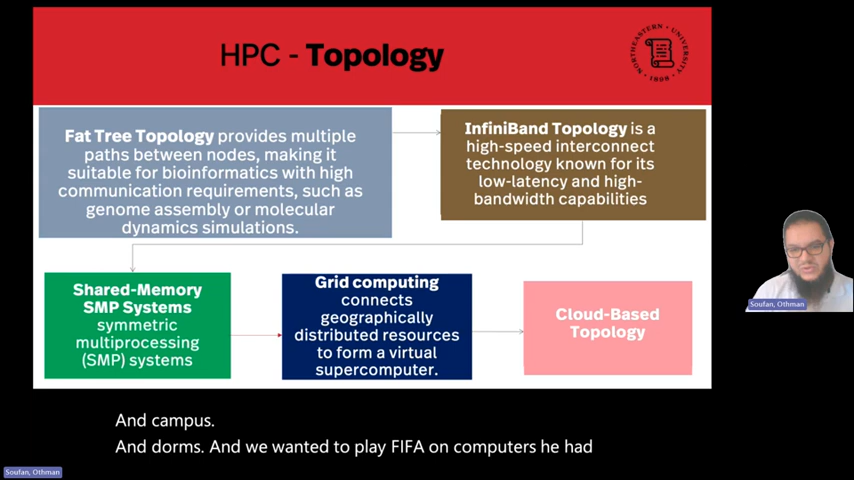 HPC - Topology
NORTHEASTERN UNIVERSITY
1898
Fat Tree Topology provides multiple
paths between nodes, making it
suitable for bioinformatics with high
communication requirements, such as
genome assembly or molecular
dynamics simulations.
InfiniBand Topology is a
high-speed interconnect
technology known for its
low-latency and high-
bandwidth capabilities
Shared-Memory
SMP Systems
symmetric
multiprocessing
(SMP) systems
Grid computing
connects
geographically
distributed resources
to form a virtual
supercomputer.
Cloud-Based
Topology
Soufan, Othman
And campus.
And dorms. And we wanted to play FIFA on computers he had
Soufan, Othman